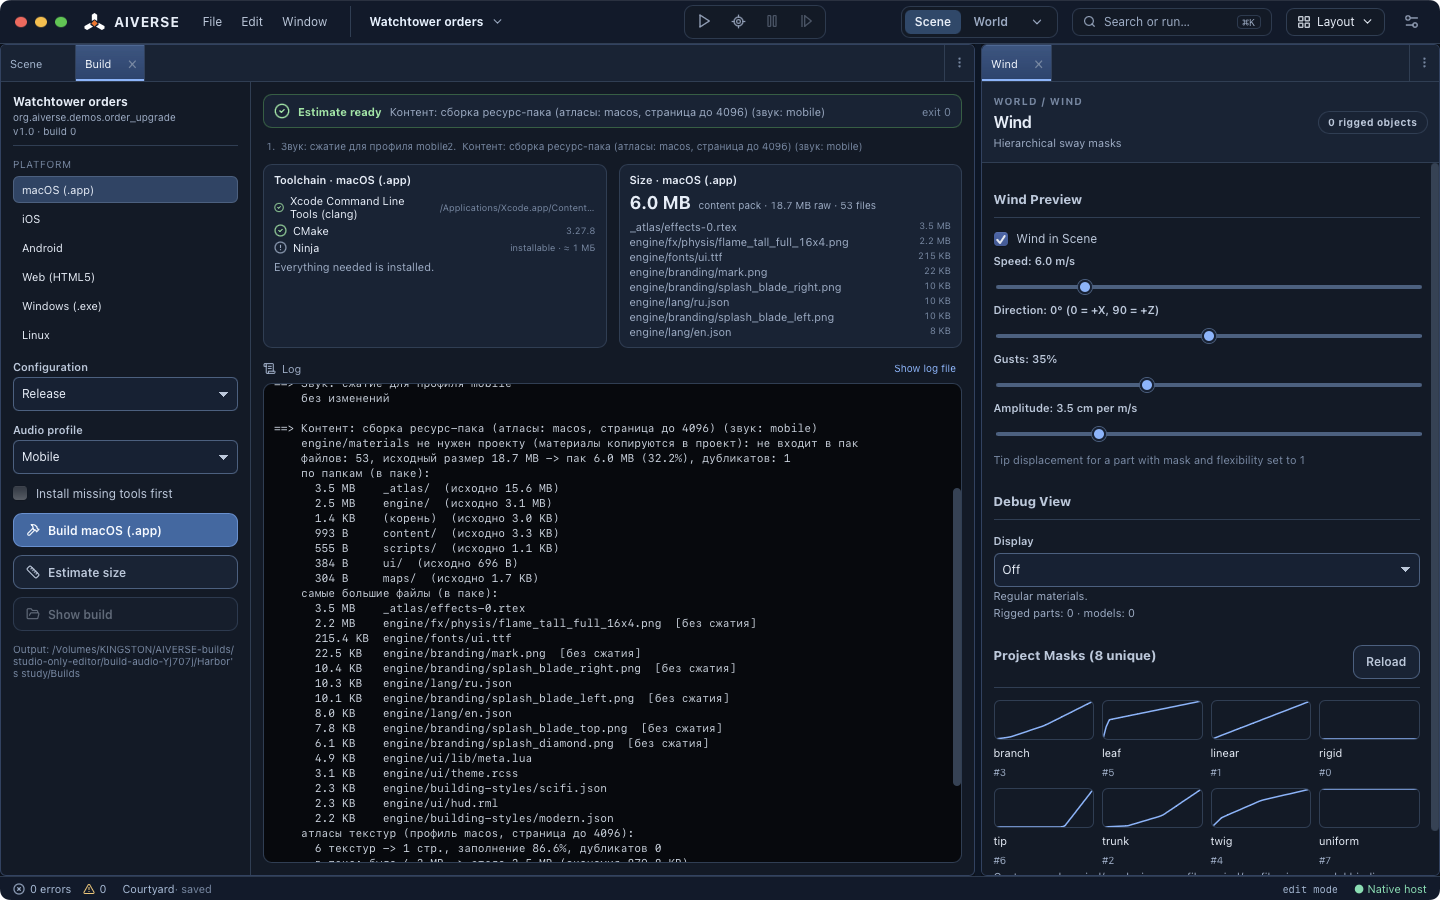 AIVERSE File Edit Window Watchtower orders Scene World Search or run... ⌘K Layout
Scene Build
Watchtower orders
org.aiverse.demos.order_upgrade
v1.0 · build 0
PLATFORM
macOS (.app)
iOS
Android
Web (HTML5)
Windows (.exe)
Linux
Configuration
Release
Audio profile
Mobile
Install missing tools first
Build macOS (.app)
Estimate size
Show build
Output: /Volumes/KINGSTON/AIVERSE-builds/
studio-only-editor/build-audio-Yj707j/Harbor'
s study/Builds
Estimate ready Контент: сборка ресурс-пака (атласы: macos, страница до 4096) (звук: mobile) exit 0
1. Звук: сжатие для профиля mobile2. Контент: сборка ресурс-пака (атласы: macos, страница до 4096) (звук: mobile)
Toolchain · macOS (.app)
Xcode Command Line
Tools (clang) /Applications/Xcode.app/Content...
CMake 3.27.8
Ninja installable · ≈ 1 МБ
Everything needed is installed.
Size · macOS (.app)
6.0 MB content pack · 18.7 MB raw · 53 files
_atlas/effects-0.rtex 3.5 MB
engine/fx/physis/flame_tall_full_16x4.png 2.2 MB
engine/fonts/ui.ttf 215 KB
engine/branding/mark.png 22 KB
engine/branding/splash_blade_right.png 10 KB
engine/lang/ru.json 10 KB
engine/branding/splash_blade_left.png 10 KB
engine/lang/en.json 8 KB
Log Show log file
==> Звук: сжатие для профиля mobile
без изменений
==> Контент: сборка ресурс-пака (атласы: macos, страница до 4096) (звук: mobile)
engine/materials не нужен проекту (материалы копируются в проект): не входит в пак
файлов: 53, исходный размер 18.7 MB -> пак 6.0 MB (32.2%), дубликатов: 1
по папкам (в паке):
3.5 MB _atlas/ (исходно 15.6 MB)
2.5 MB engine/ (исходно 3.1 MB)
1.4 KB (корень) (исходно 3.0 KB)
993 B content/ (исходно 3.3 KB)
555 B scripts/ (исходно 1.1 KB)
384 B ui/ (исходно 696 B)
304 B maps/ (исходно 1.7 KB)
самые большие файлы (в паке):
3.5 MB _atlas/effects-0.rtex
2.2 MB engine/fx/physis/flame_tall_full_16x4.png [без сжатия]
215.4 KB engine/fonts/ui.ttf
22.5 KB engine/branding/mark.png [без сжатия]
10.4 KB engine/branding/splash_blade_right.png [без сжатия]
10.3 KB engine/lang/ru.json
10.1 KB engine/branding/splash_blade_left.png [без сжатия]
8.0 KB engine/lang/en.json
7.8 KB engine/branding/splash_blade_top.png [без сжатия]
6.1 KB engine/branding/splash_diamond.png [без сжатия]
4.9 KB engine/ui/lib/meta.lua
3.1 KB engine/ui/theme.rcss
2.3 KB engine/building-styles/scifi.json
2.3 KB engine/ui/hud.rml
2.2 KB engine/building-styles/modern.json
атласы текстур (профиль macos, страница до 4096):
6 текстур -> 1 стр., заполнение 86.6%, дубликатов 0
Wind
WORLD / WIND
Wind
Hierarchical sway masks
0 rigged objects
Wind Preview
Wind in Scene
Speed: 6.0 m/s
Direction: 0° (0 = +X, 90 = +Z)
Gusts: 35%
Amplitude: 3.5 cm per m/s
Tip displacement for a part with mask and flexibility set to 1
Debug View
Display
Off
Regular materials.
Rigged parts: 0 · models: 0
Project Masks (8 unique) Reload
branch leaf linear rigid
#3 #5 #1 #0
tip trunk twig uniform
#6 #2 #4 #7
0 errors 0 Courtyard · saved edit mode Native host